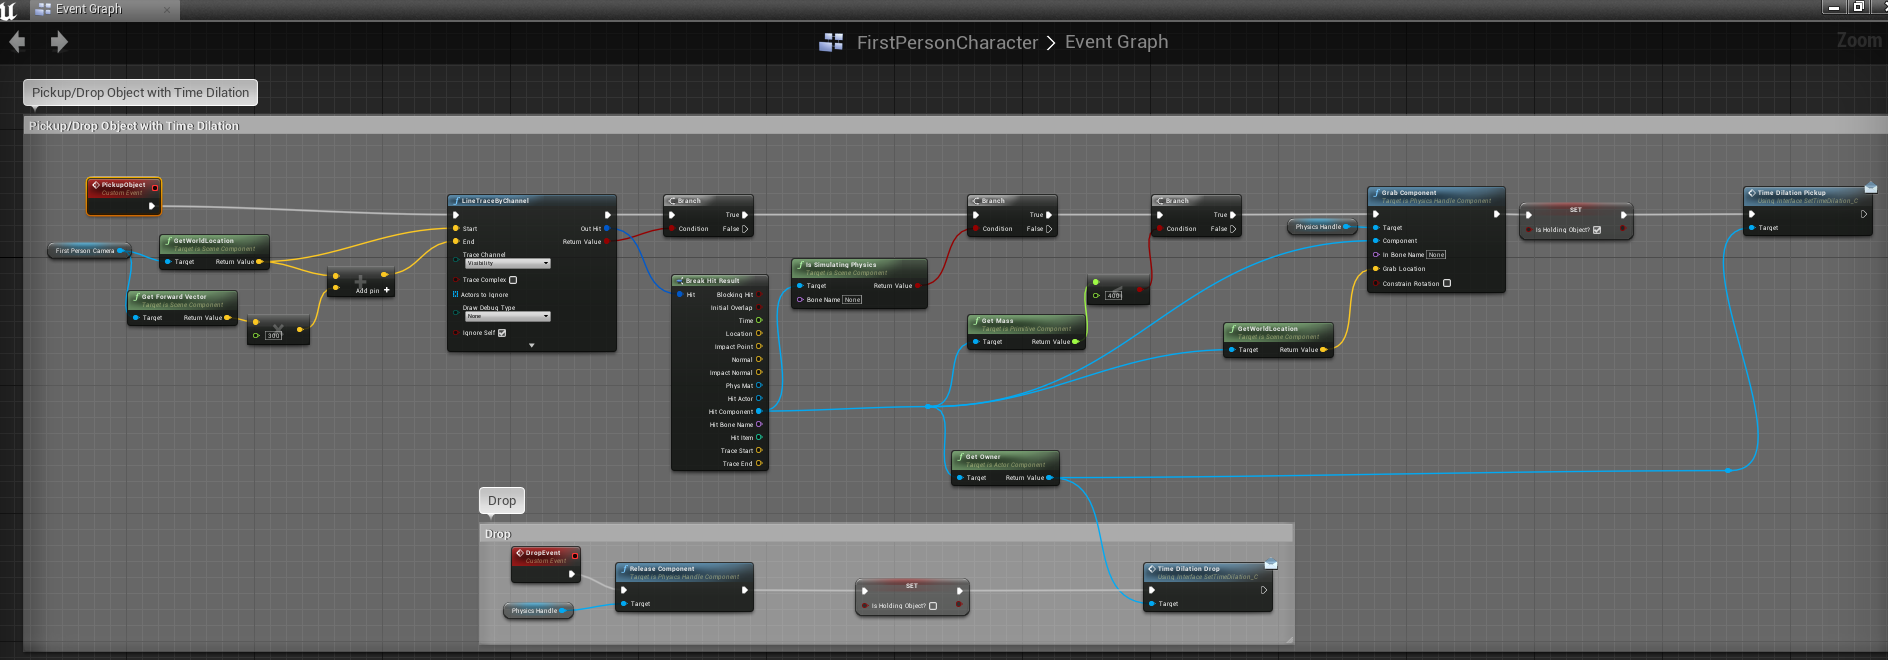 Event Graph
FirstPersonCharacter > Event Graph
Zoom
Pickup/Drop Object with Time Dilation
Pickup/Drop Object with Time Dilation
PickupObject
Custom Event
First Person Camera
GetWorldLocation
Target is Scene Component
Target
Return Value
Get Forward Vector
Target is Scene Component
Target
Return Value
300
Add pin +
LineTraceByChannel
Start
Out Hit
End
Return Value
Trace Channel
Visibility
Trace Complex
Actors to Ignore
Draw Debug Type
None
Ignore Self
Branch
True
Condition
False
Break Hit Result
Hit
Blocking Hit
Initial Overlap
Time
Location
Impact Point
Normal
Impact Normal
Phys Mat
Hit Actor
Hit Component
Hit Bone Name
Hit Item
Trace Start
Trace End
Is Simulating Physics
Target is Scene Component
Target
Return Value
Bone Name
None
Branch
True
Condition
False
Get Mass
Target is Primitive Component
Target
Return Value
400
Branch
True
Condition
False
Physics Handle
Grab Component
Target is Physics Handle Component
Target
Component
In Bone Name
None
Grab Location
Constrain Rotation
GetWorldLocation
Target is Scene Component
Target
Return Value
SET
Is Holding Object?
Time Dilation Pickup
Using Interface SetTimeDilation_C
Target
Get Owner
Target is Actor Component
Target
Return Value
Drop
Drop
DropEvent
Custom Event
Physics Handle
Release Component
Target is Physics Handle Component
Target
SET
Is Holding Object?
Time Dilation Drop
Using Interface SetTimeDilation_C
Target